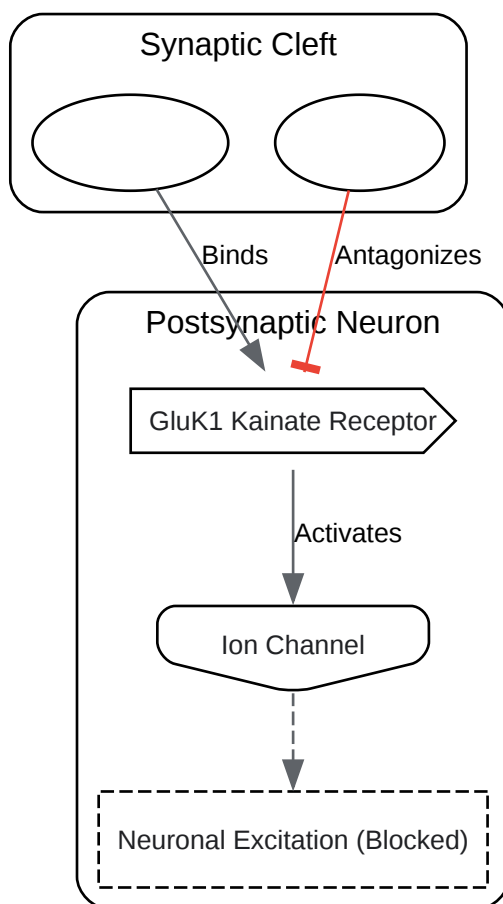 Synaptic Cleft
Binds
Antagonizes
Postsynaptic Neuron
GluK1 Kainate Receptor
Activates
Ion Channel
Neuronal Excitation (Blocked)